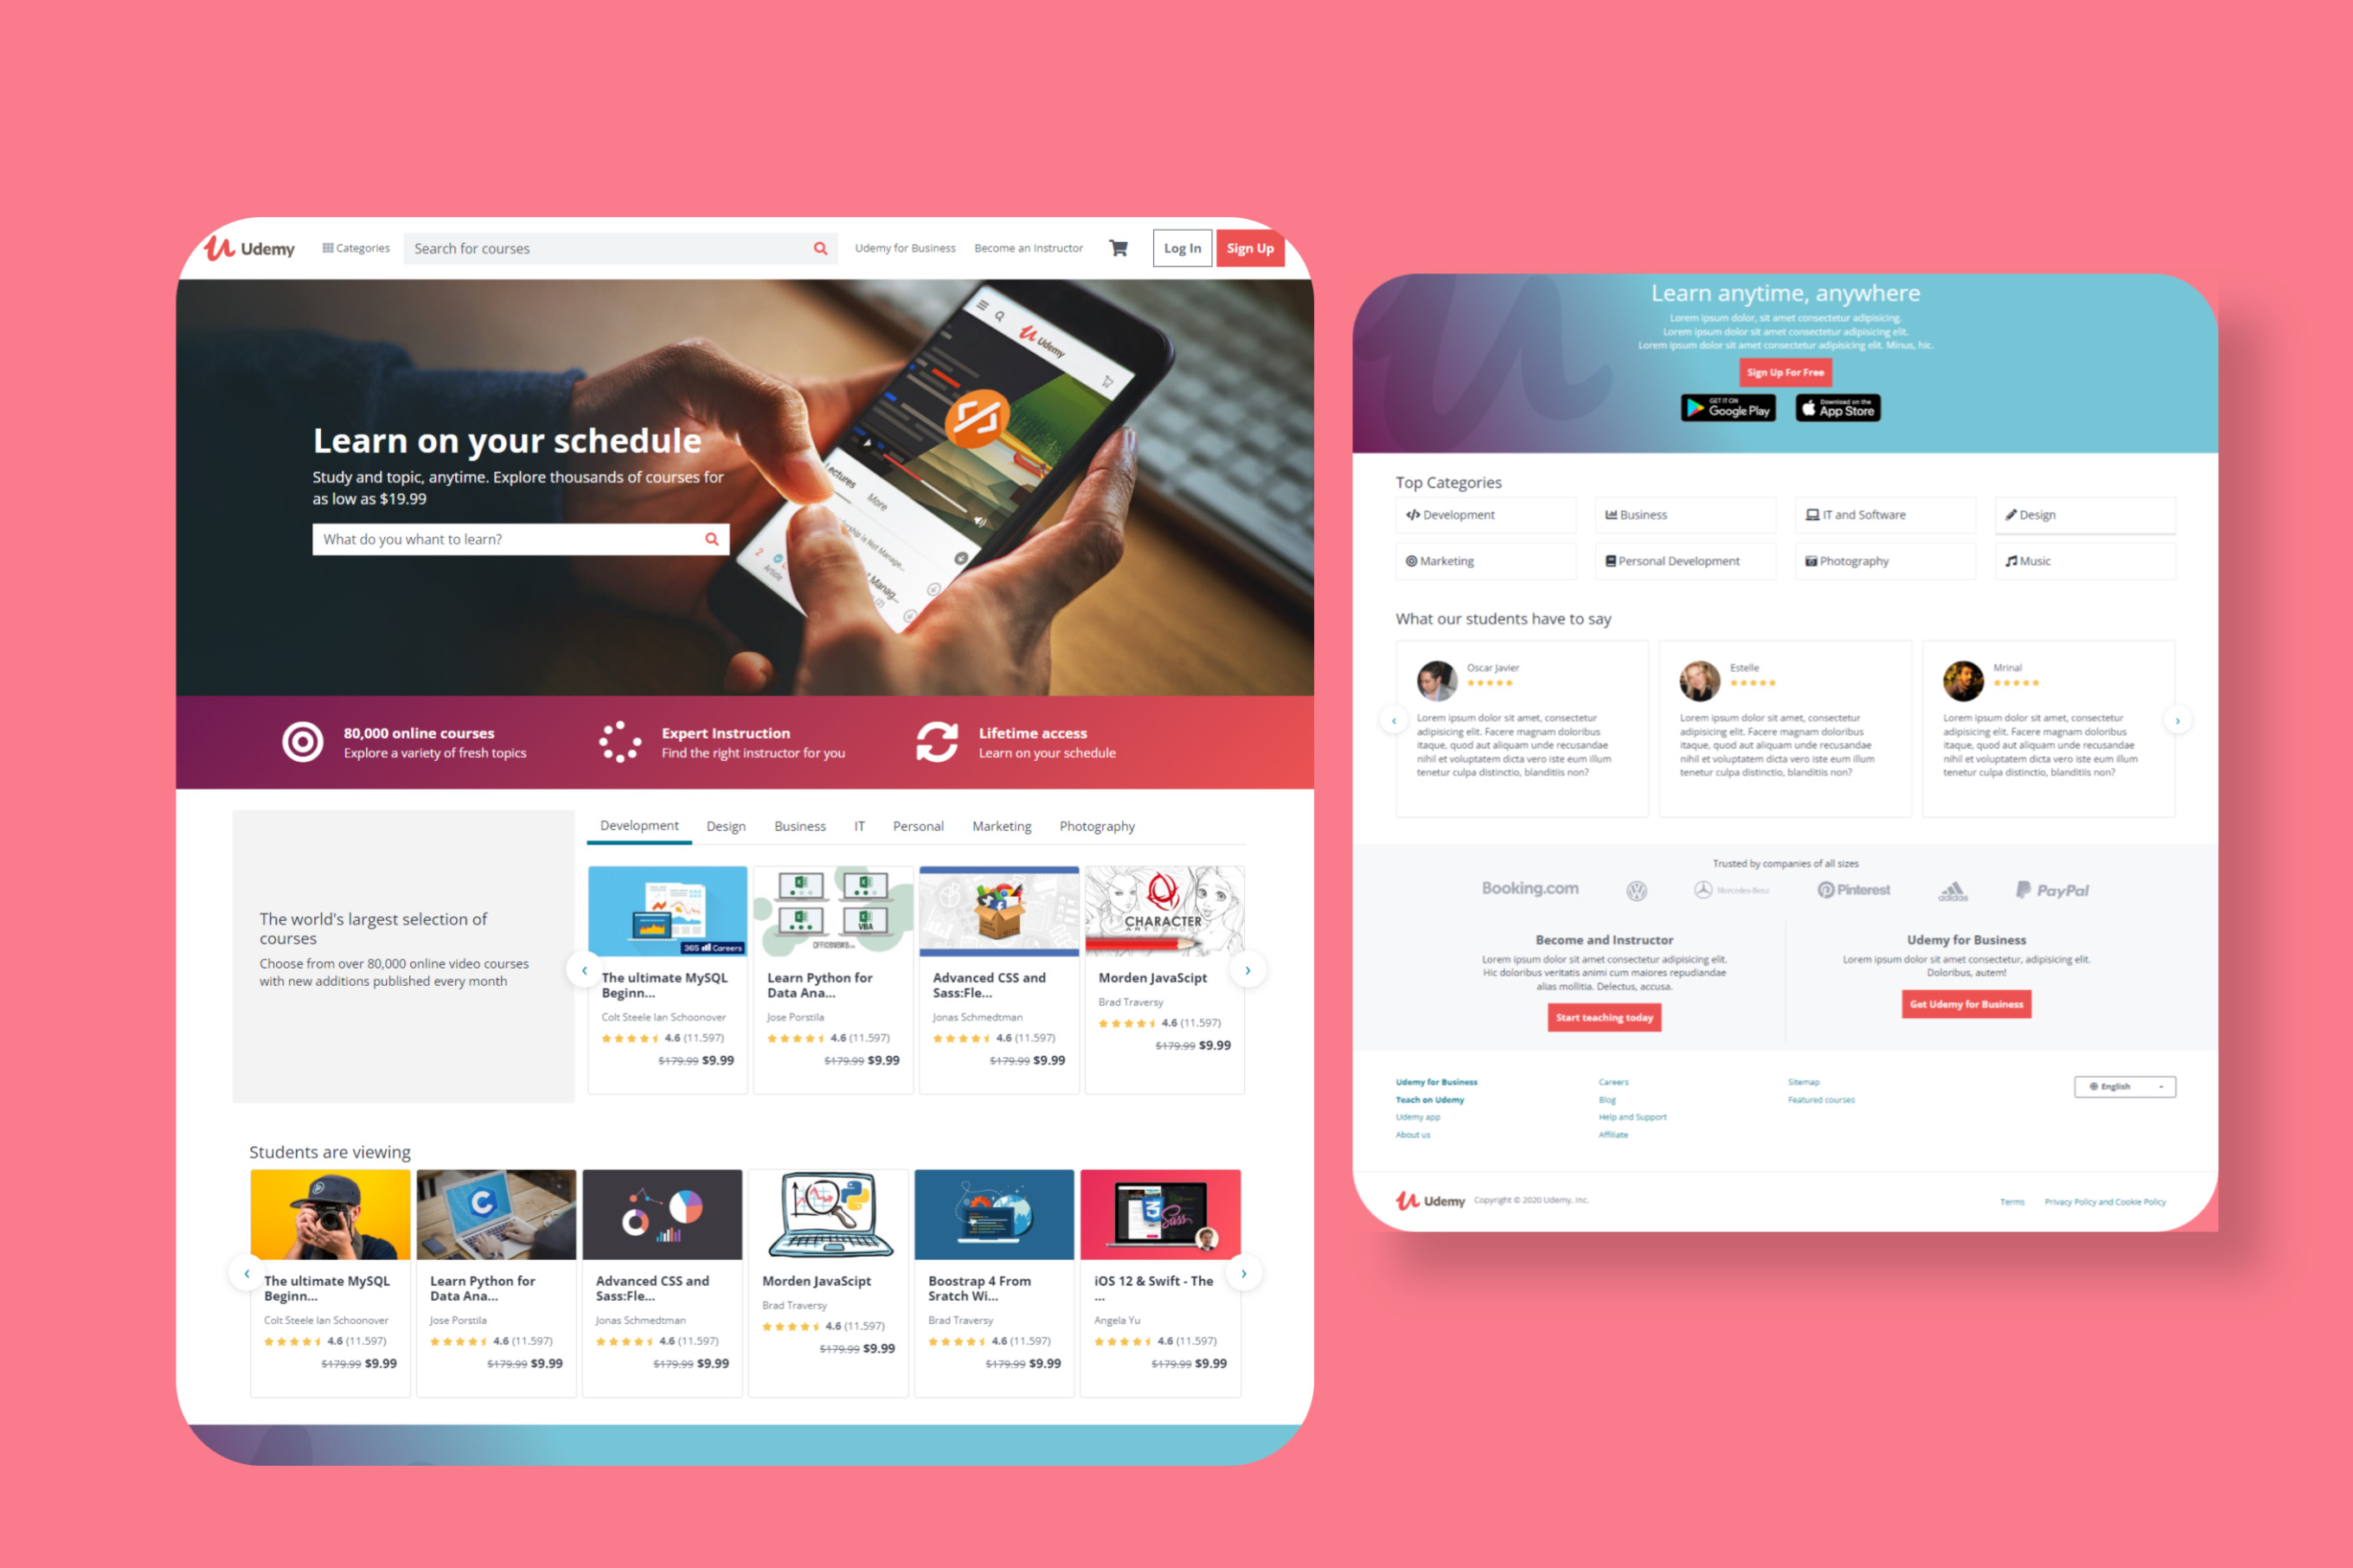 Udemy
Categories
Search for courses
Udemy for Business
Become an Instructor
Log In
Sign Up
Udemy
Lectures
More
Learn on your schedule
Study and topic, anytime. Explore thousands of courses for
as low as $19.99
What do you whant to learn?
2
Article
80,000 online courses
Explore a variety of fresh topics
Expert Instruction
Find the right instructor for you
Lifetime access
Learn on your schedule
The world's largest selection of
courses
Choose from over 80,000 online video courses
with new additions published every month
Development
Design
Business
IT
Personal
Marketing
Photography
365 Careers
VBA
CHARACTER
ART SCHOOL
The ultimate MySQL
Beginn...
Colt Steele Ian Schoonover
4.6 (11.597)
$179.99 $9.99
Learn Python for
Data Ana...
Jose Porstila
4.6 (11.597)
$179.99 $9.99
Advanced CSS and
Sass:Fle...
Jonas Schmedtman
4.6 (11.597)
$179.99 $9.99
Morden JavaScipt
Brad Traversy
4.6 (11.597)
$179.99 $9.99
Students are viewing
C
3
Sass
The ultimate MySQL
Beginn...
Colt Steele Ian Schoonover
4.6 (11.597)
$179.99 $9.99
Learn Python for
Data Ana...
Jose Porstila
4.6 (11.597)
$179.99 $9.99
Advanced CSS and
Sass:Fle...
Jonas Schmedtman
4.6 (11.597)
$179.99 $9.99
Morden JavaScipt
Brad Traversy
4.6 (11.597)
$179.99 $9.99
Boostrap 4 From
Sratch Wi...
Brad Traversy
4.6 (11.597)
$179.99 $9.99
iOS 12 & Swift - The
...
Angela Yu
4.6 (11.597)
$179.99 $9.99
Learn anytime, anywhere
Lorem ipsum dolor, sit amet consectetur adipisicing.
Lorem ipsum dolor sit amet consectetur adipisicing elit.
Lorem ipsum dolor sit amet consectetur adipisicing elit. Minus, hic.
Sign Up For Free
GET IT ON
Google Play
Download on the
App Store
Top Categories
Development
Business
IT and Software
Design
Marketing
Personal Development
Photography
Music
What our students have to say
Oscar Javier
Lorem ipsum dolor sit amet, consectetur
adipisicing elit. Facere magnam doloribus
itaque, quod aut aliquam unde recusandae
nihil et voluptatem dicta vero iste eum illum
tenetur culpa distinctio, blanditiis non?
Estelle
Lorem ipsum dolor sit amet, consectetur
adipisicing elit. Facere magnam doloribus
itaque, quod aut aliquam unde recusandae
nihil et voluptatem dicta vero iste eum illum
tenetur culpa distinctio, blanditiis non?
Mrinal
Lorem ipsum dolor sit amet, consectetur
adipisicing elit. Facere magnam doloribus
itaque, quod aut aliquam unde recusandae
nihil et voluptatem dicta vero iste eum illum
tenetur culpa distinctio, blanditiis non?
Trusted by companies of all sizes
Booking.com
Mercedes-Benz
Pinterest
adidas
PayPal
Become and Instructor
Lorem ipsum dolor sit amet consectetur adipisicing elit.
Hic doloribus veritatis animi cum maiores repudiandae
alias mollitia. Delectus, accusa.
Start teaching today
Udemy for Business
Lorem ipsum dolor sit amet consectetur, adipisicing elit.
Doloribus, autem!
Get Udemy for Business
Udemy for Business
Teach on Udemy
Udemy app
About us
Careers
Blog
Help and Support
Affiliate
Sitemap
Featured courses
English
Udemy
Copyright © 2020 Udemy, Inc.
Terms
Privacy Policy and Cookie Policy